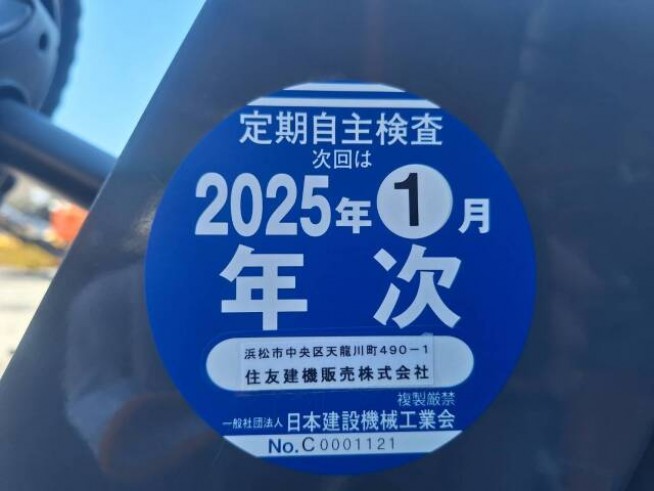 定期自主検査
次回は
2025年1月
年次
浜松市中央区天龍川町490-1
住友建機販売株式会社
複製厳禁
一般社団法人 日本建設機械工業会
No.C0001121